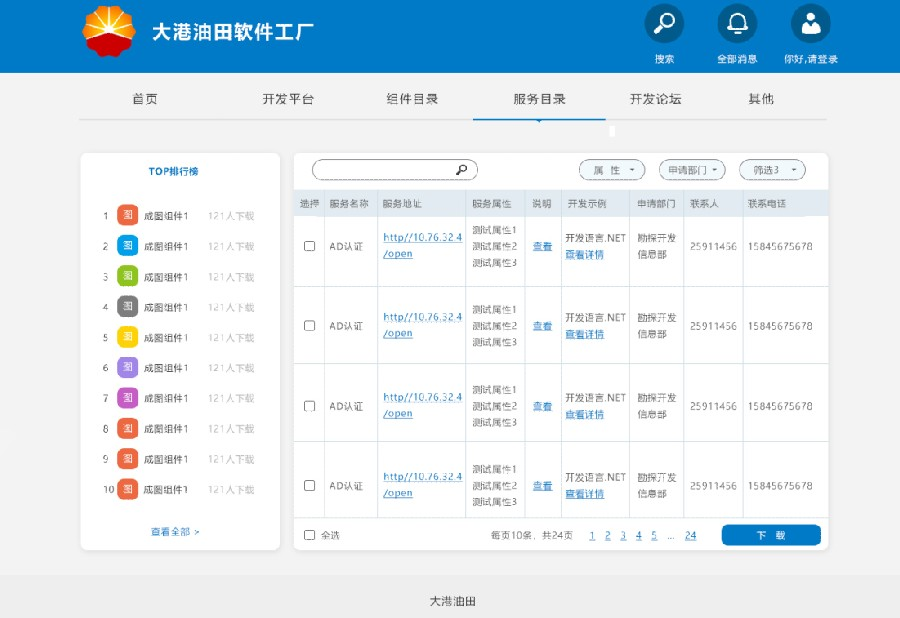 大港油田软件工厂
搜索
全部消息
你好,请登录
首页
开发平台
组件目录
服务目录
开发论坛
其他
TOP排行榜
1 图 成图组件1 121人下载
2 图 成图组件1 121人下载
3 图 成图组件1 121人下载
4 图 成图组件1 121人下载
5 图 成图组件1 121人下载
6 图 成图组件1 121人下载
7 图 成图组件1 121人下载
8 图 成图组件1 121人下载
9 图 成图组件1 121人下载
10 图 成图组件1 121人下载
查看全部 >
属 性
申请部门
筛选3
选择 服务名称 服务地址 服务属性 说明 开发示例 申请部门 联系人 联系电话
AD认证
http//10.76.32.4
/open
测试属性1
测试属性2
测试属性3
查看
开发语言.NET
查看详情
勘探开发
信息部
25911456
15845675678
AD认证
http//10.76.32.4
/open
测试属性1
测试属性2
测试属性3
查看
开发语言.NET
查看详情
勘探开发
信息部
25911456
15845675678
AD认证
http//10.76.32.4
/open
测试属性1
测试属性2
测试属性3
查看
开发语言.NET
查看详情
勘探开发
信息部
25911456
15845675678
AD认证
http//10.76.32.4
/open
测试属性1
测试属性2
测试属性3
查看
开发语言.NET
查看详情
勘探开发
信息部
25911456
15845675678
全选
每页10条，共24页 1 2 3 4 5 ... 24
下 载
大港油田